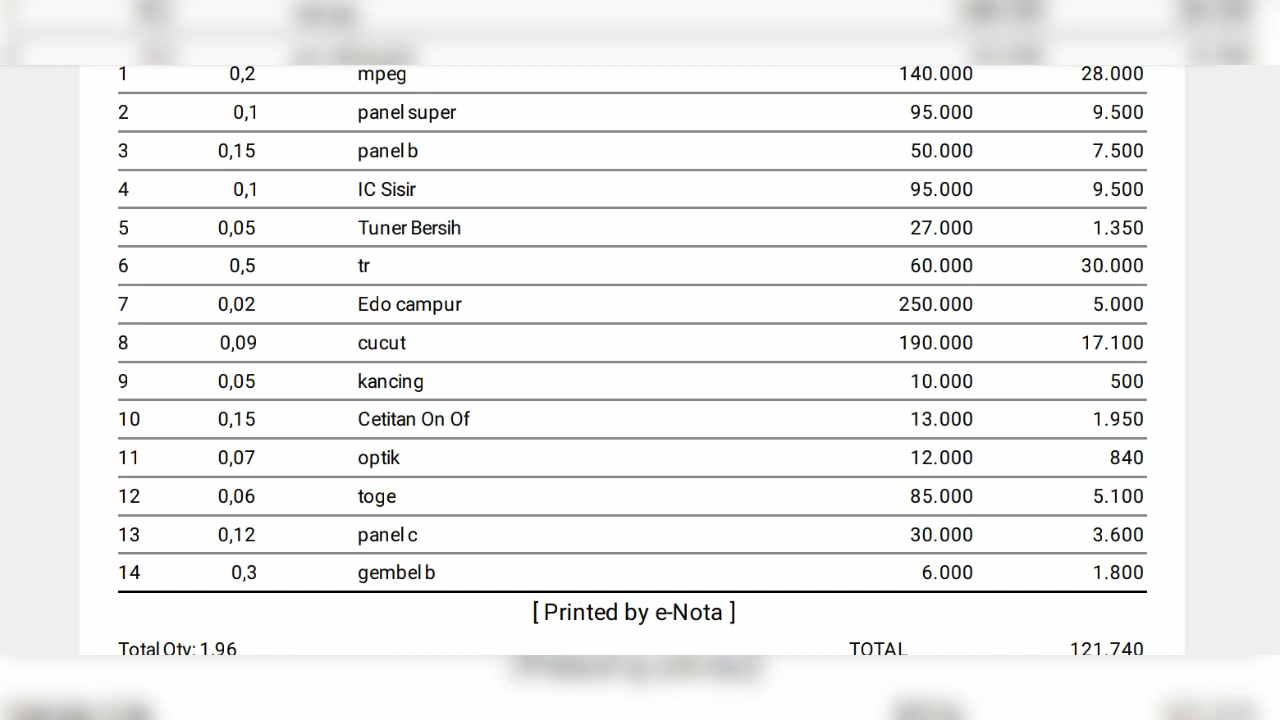 1 0,2 mpeg 140.000 28.000
2 0,1 panel super 95.000 9.500
3 0,15 panel b 50.000 7.500
4 0,1 IC Sisir 95.000 9.500
5 0,05 Tuner Bersih 27.000 1.350
6 0,5 tr 60.000 30.000
7 0,02 Edo campur 250.000 5.000
8 0,09 cucut 190.000 17.100
9 0,05 kancing 10.000 500
10 0,15 Cetitan On Of 13.000 1.950
11 0,07 optik 12.000 840
12 0,06 toge 85.000 5.100
13 0,12 panel c 30.000 3.600
14 0,3 gembel b 6.000 1.800
[ Printed by e-Nota ]
Total Qty: 1,96 TOTAL 121.740